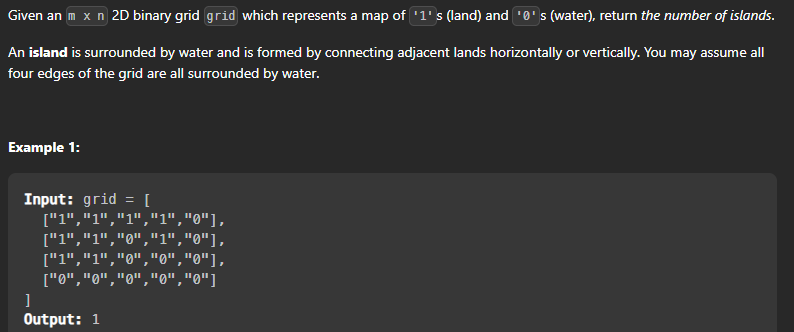 Given an m x n 2D binary grid grid which represents a map of '1's (land) and '0's (water), return the number of islands.
An island is surrounded by water and is formed by connecting adjacent lands horizontally or vertically. You may assume all
four edges of the grid are all surrounded by water.
Example 1:
Input: grid = [
["1","1","1","1","0"],
["1","1","0","1","0"],
["1","1","0","0","0"],
["0","0","0","0","0"]
]
Output: 1